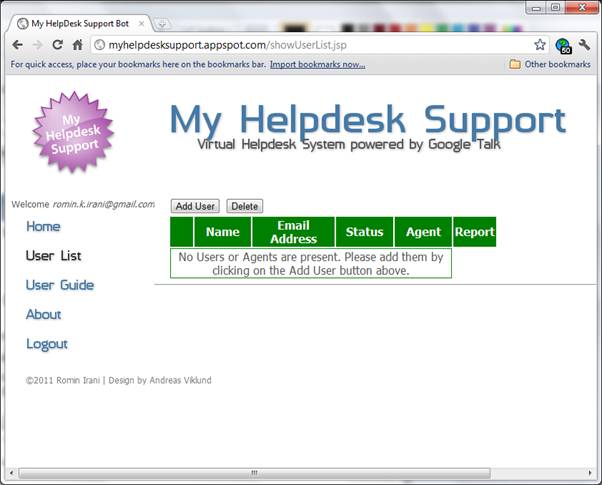 My HelpDesk Support Bot
myhelpdesksupport.appspot.com/showUserList.jsp
50
For quick access, place your bookmarks here on the bookmarks bar. Import bookmarks now...
Other bookmarks
My
Helpdesk
Support
My Helpdesk Support
Virtual Helpdesk System powered by Google Talk
Welcome romin.k.irani@gmail.com
Home
User List
User Guide
About
Logout
Add User Delete
Name Email Address Status Agent Report
No Users or Agents are present. Please add them by
clicking on the Add User button above.
©2011 Romin Irani | Design by Andreas Viklund